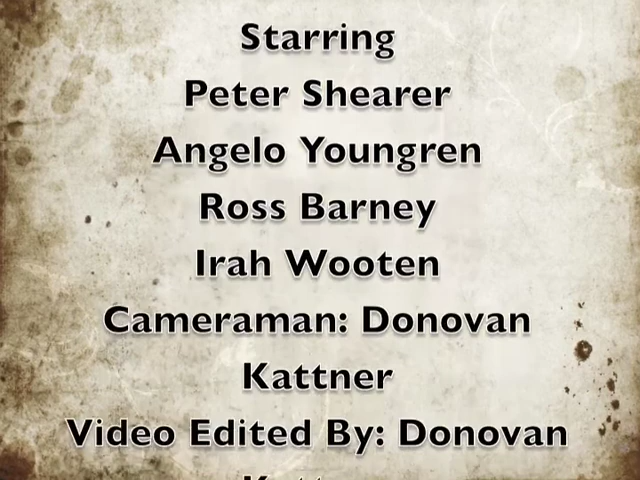 Starring
Peter Shearer
Angelo Youngren
Ross Barney
Irah Wooten
Cameraman: Donovan
Kattner
Video Edited By: Donovan